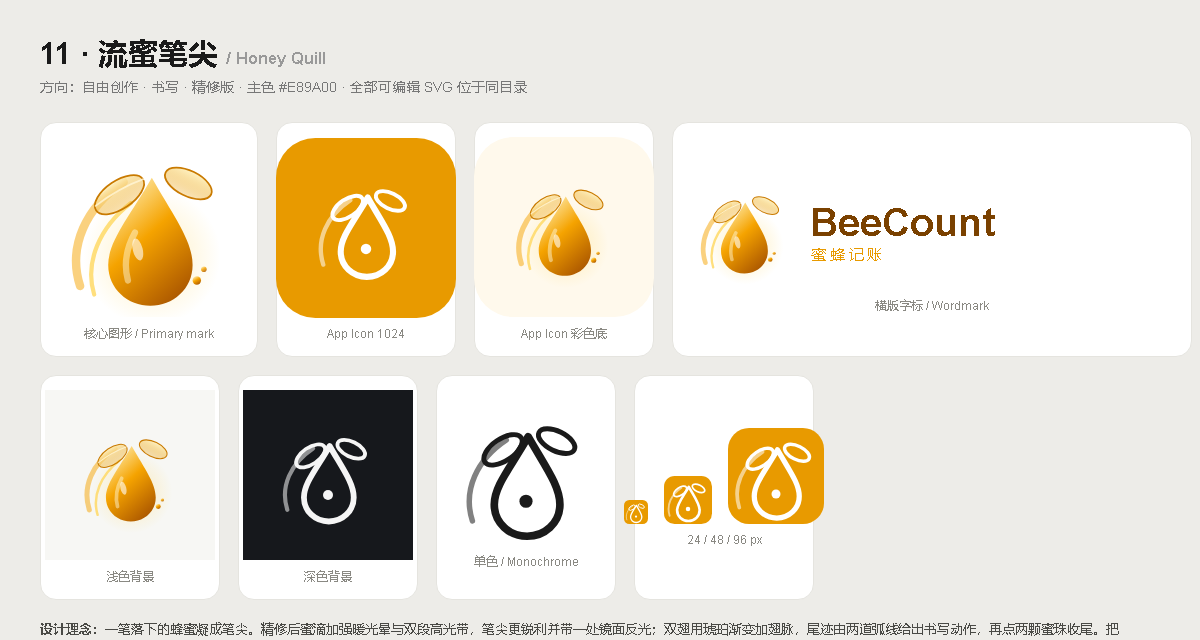 11 · 流蜜笔尖 / Honey Quill
方向：自由创作 · 书写 · 精修版 · 主色 #E89A00 · 全部可编辑 SVG 位于同目录
核心图形 / Primary mark
App Icon 1024
App Icon 彩色底
BeeCount
蜜蜂记账
横版字标 / Wordmark
浅色背景
深色背景
单色 / Monochrome
24 / 48 / 96 px
设计理念：一笔落下的蜂蜜凝成笔尖。精修后蜜滴加强暖光晕与双段高光带，笔尖更锐利并带一处镜面反光；双翅用琥珀渐变加翅脉，尾迹由两道弧线给出书写动作，再点两颗蜜珠收尾。把